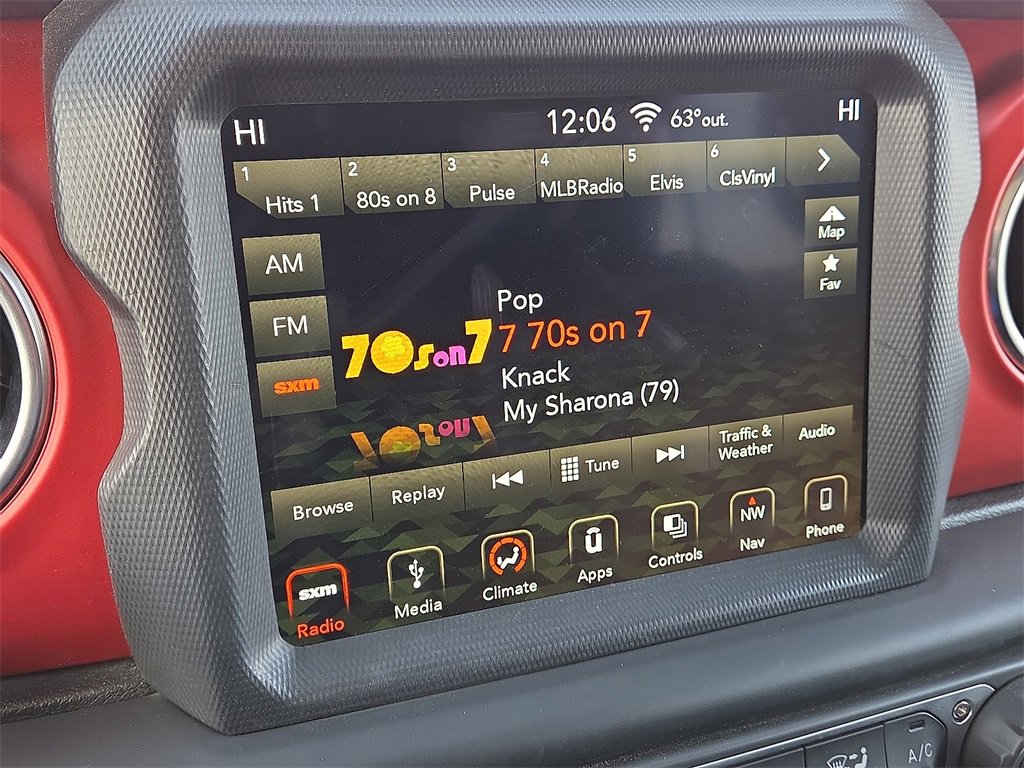 HI 12:06 63° out. HI
1 Hits 1 2 80s on 8 3 Pulse 4 MLBRadio 5 Elvis 6 ClsVinyl
AM
Map
FM
Fav
sxm
70s on 7
Pop
7 70s on 7
Knack
My Sharona (79)
Browse Replay Tune Traffic & Weather Audio
sxm NW
Radio Media Climate Apps Controls Nav Phone
A/C